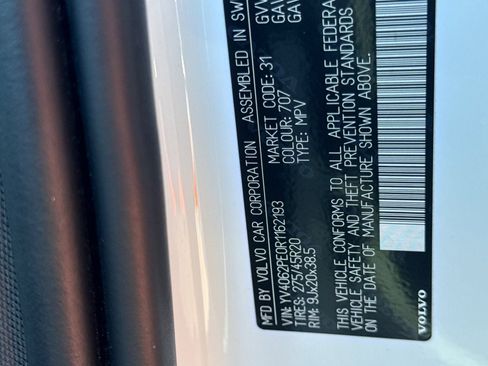 MFD BY: VOLVO CAR CORPORATION ASSEMBLED IN SW
VIN: YV4062PE0R1162193
TIRES: 275/45R20
RIM: 9Jx20x38.5
MARKET CODE: 31
COLOUR: 707
TYPE: MPV
GAW
THIS VEHICLE CONFORMS TO ALL APPLICABLE FEDERA
VEHICLE SAFETY AND THEFT PREVENTION STANDARDS
ON THE DATE OF MANUFACTURE SHOWN ABOVE.
VOLVO